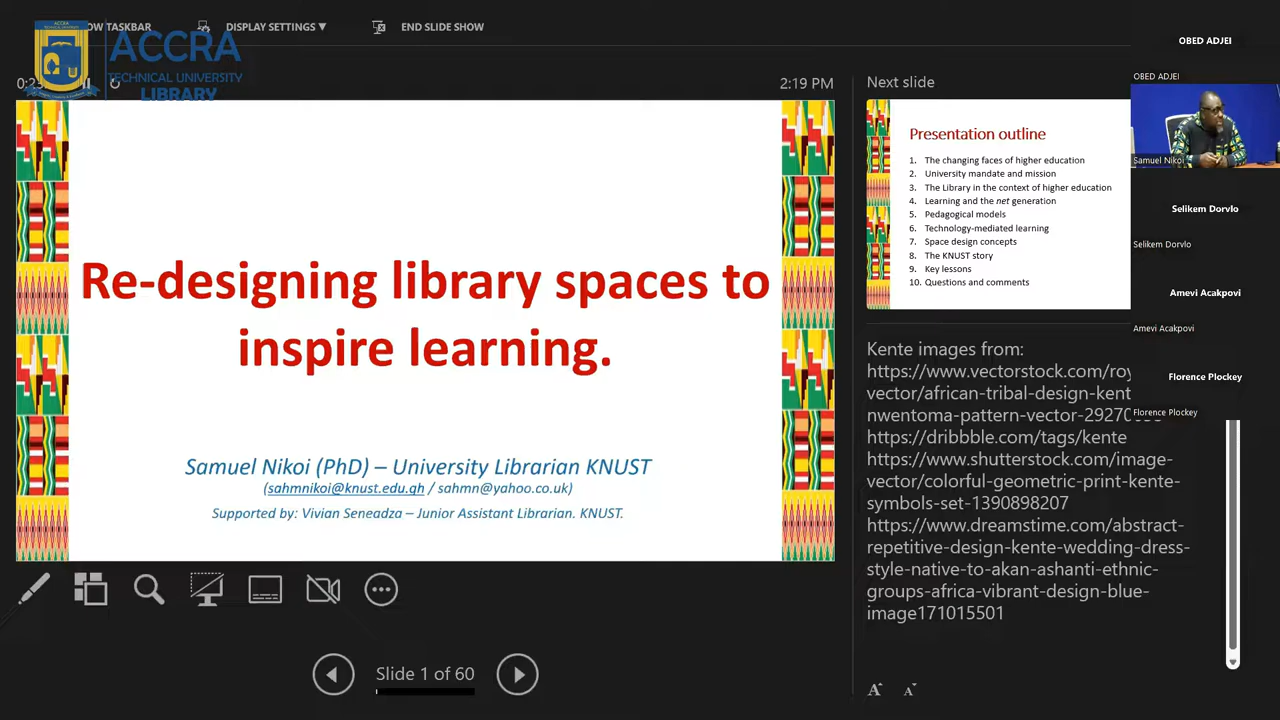 OW TASKBAR
DISPLAY SETTINGS ▼
END SLIDE SHOW
ACCRA
TECHNICAL UNIVERSITY
LIBRARY
2:19 PM
Re-designing library spaces to
inspire learning.
Samuel Nikoi (PhD) – University Librarian KNUST
(sahmnikoi@knust.edu.gh / sahmn@yahoo.co.uk)
Supported by: Vivian Seneadza – Junior Assistant Librarian. KNUST.
Slide 1 of 60
Next slide
Presentation outline
1. The changing faces of higher education
2. University mandate and mission
3. The Library in the context of higher education
4. Learning and the net generation
5. Pedagogical models
6. Technology-mediated learning
7. Space design concepts
8. The KNUST story
9. Key lessons
10. Questions and comments
Kente images from:
https://www.vectorstock.com/roy
vector/african-tribal-design-kent
nwentoma-pattern-vector-29270
https://dribbble.com/tags/kente
https://www.shutterstock.com/image-
vector/colorful-geometric-print-kente-
symbols-set-1390898207
https://www.dreamstime.com/abstract-
repetitive-design-kente-wedding-dress-
style-native-to-akan-ashanti-ethnic-
groups-africa-vibrant-design-blue-
image171015501
A A
OBED ADJEI
OBED ADJEI
Samuel Nikoi
Selikem Dorvlo
Selikem Dorvlo
Amevi Acakpovi
Amevi Acakpovi
Florence Plockey
Florence Plockey